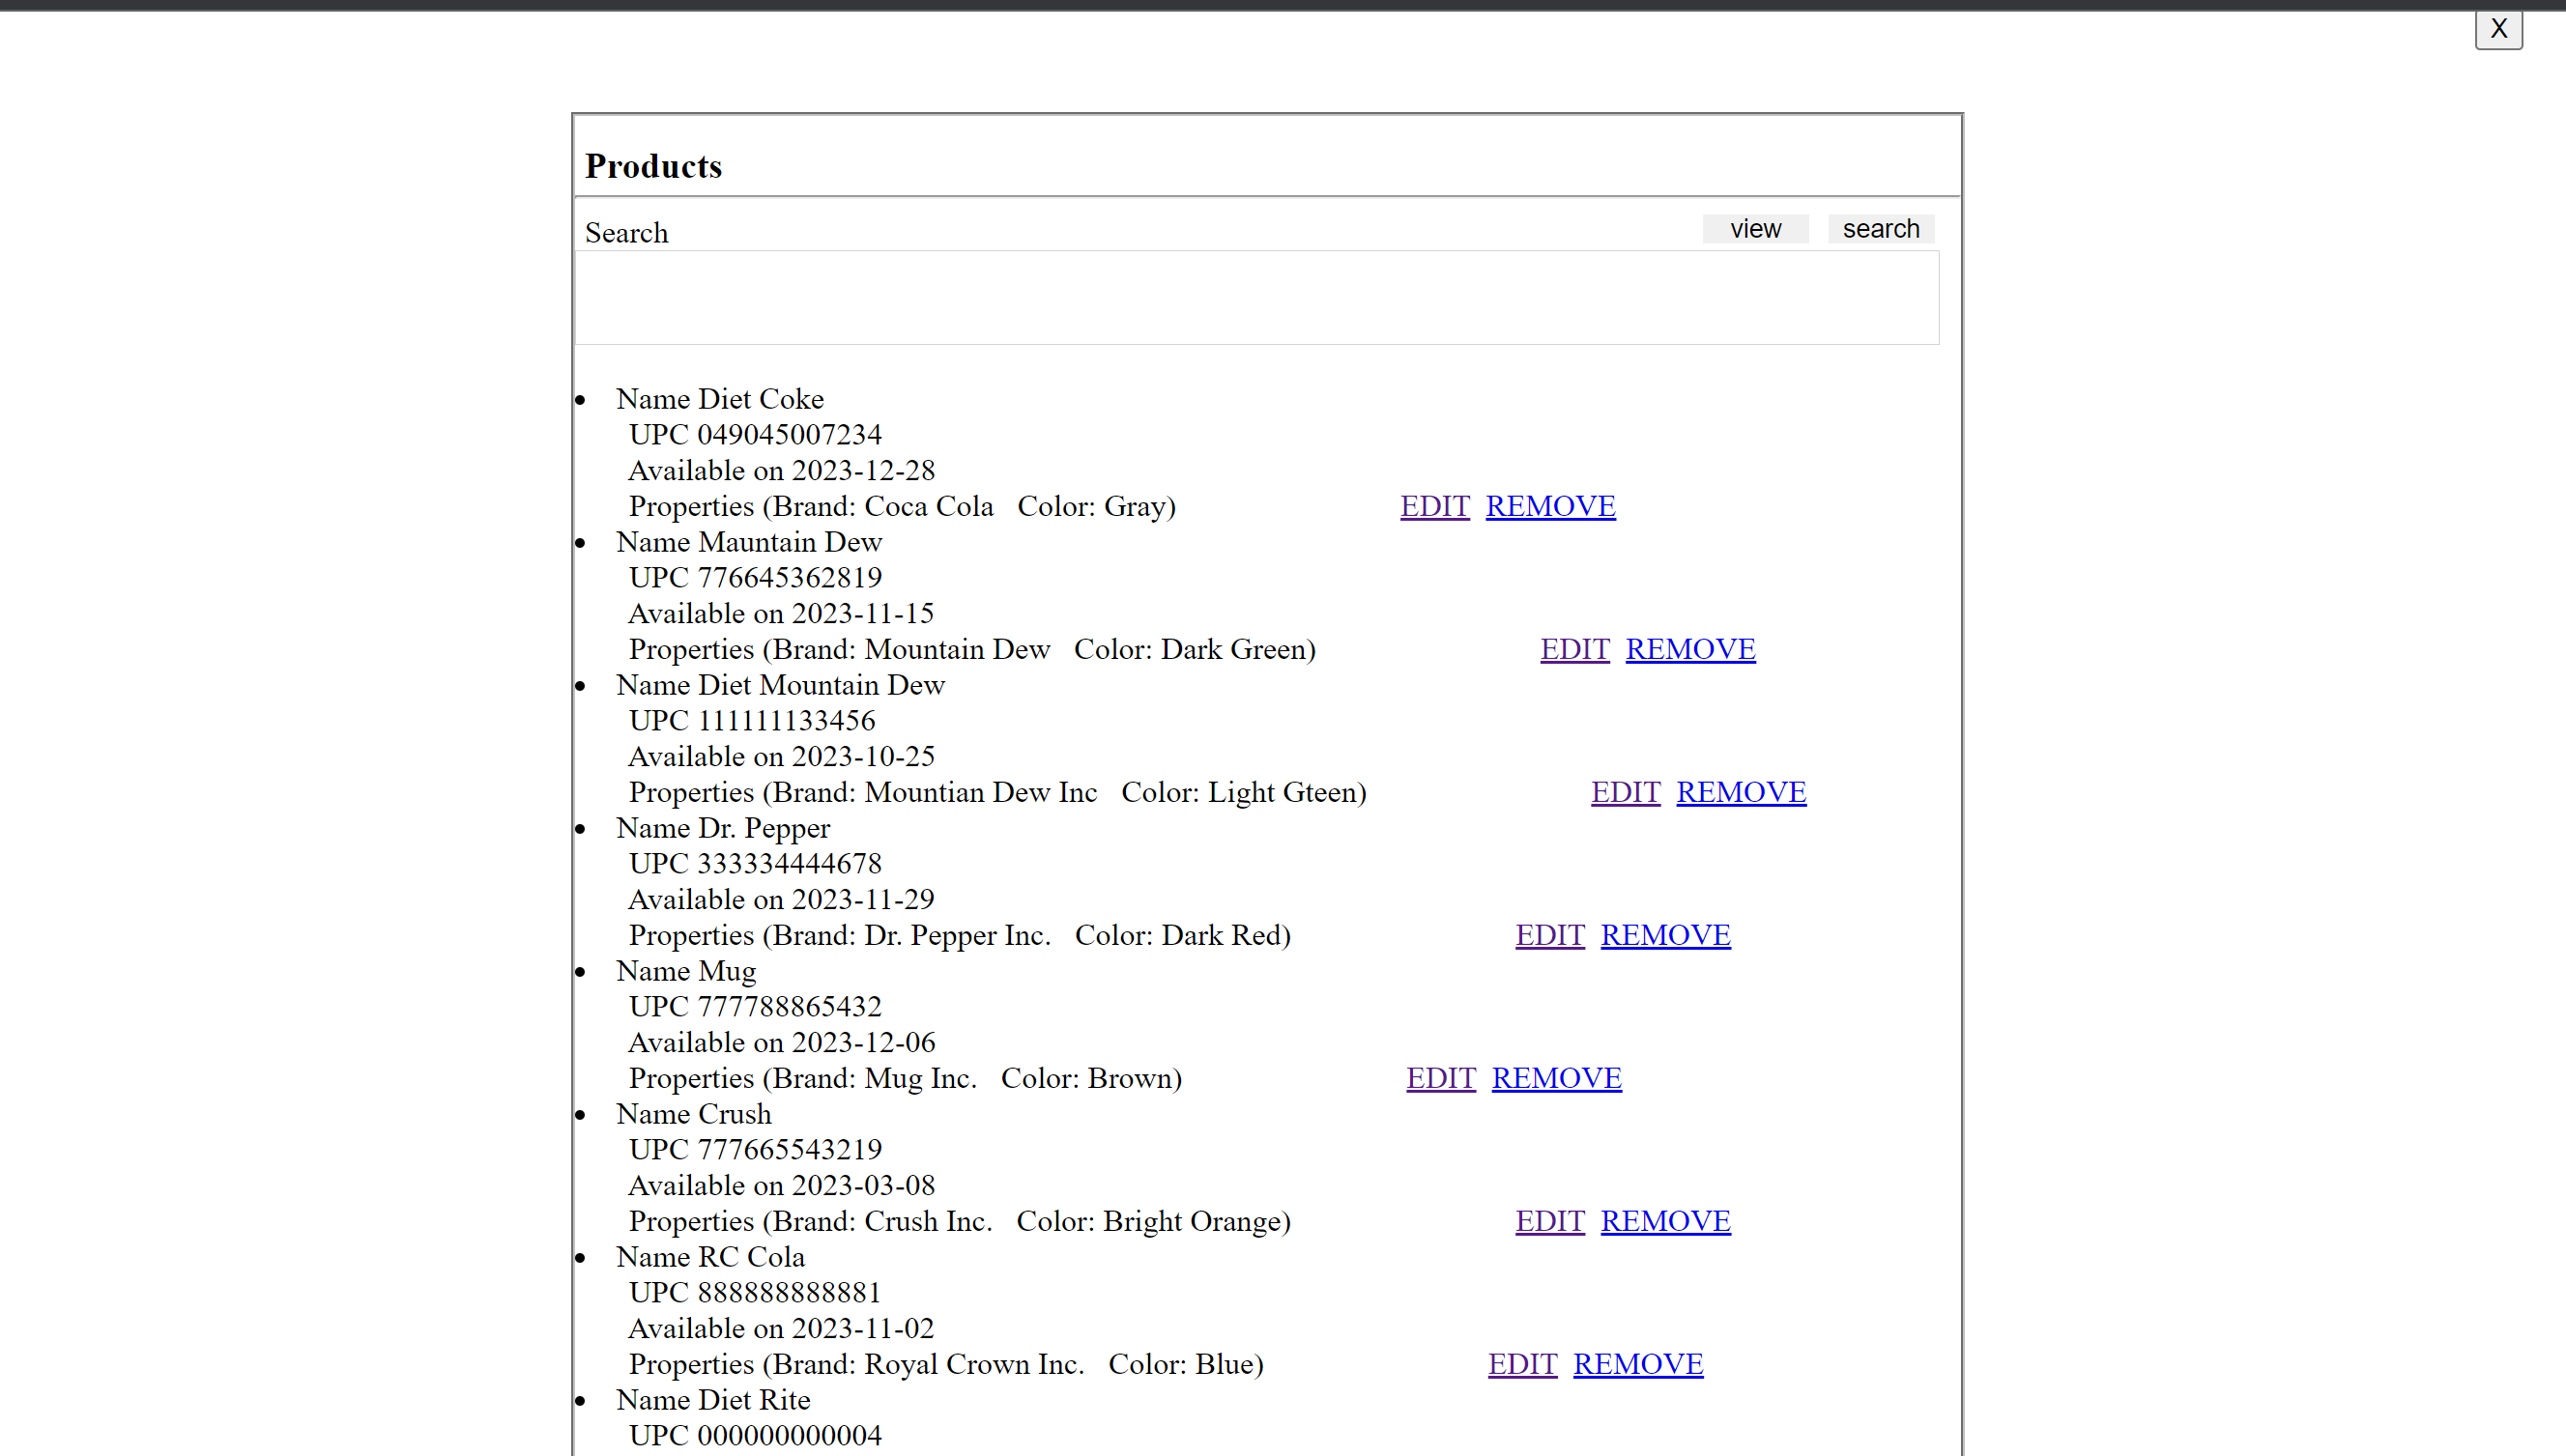 X
Products
Search view search
Name Diet Coke
UPC 049045007234
Available on 2023-12-28
Properties (Brand: Coca Cola Color: Gray) EDIT REMOVE
Name Mauntain Dew
UPC 776645362819
Available on 2023-11-15
Properties (Brand: Mountain Dew Color: Dark Green) EDIT REMOVE
Name Diet Mountain Dew
UPC 111111133456
Available on 2023-10-25
Properties (Brand: Mountian Dew Inc Color: Light Gteen) EDIT REMOVE
Name Dr. Pepper
UPC 333334444678
Available on 2023-11-29
Properties (Brand: Dr. Pepper Inc. Color: Dark Red) EDIT REMOVE
Name Mug
UPC 777788865432
Available on 2023-12-06
Properties (Brand: Mug Inc. Color: Brown) EDIT REMOVE
Name Crush
UPC 777665543219
Available on 2023-03-08
Properties (Brand: Crush Inc. Color: Bright Orange) EDIT REMOVE
Name RC Cola
UPC 888888888881
Available on 2023-11-02
Properties (Brand: Royal Crown Inc. Color: Blue) EDIT REMOVE
Name Diet Rite
UPC 000000000004